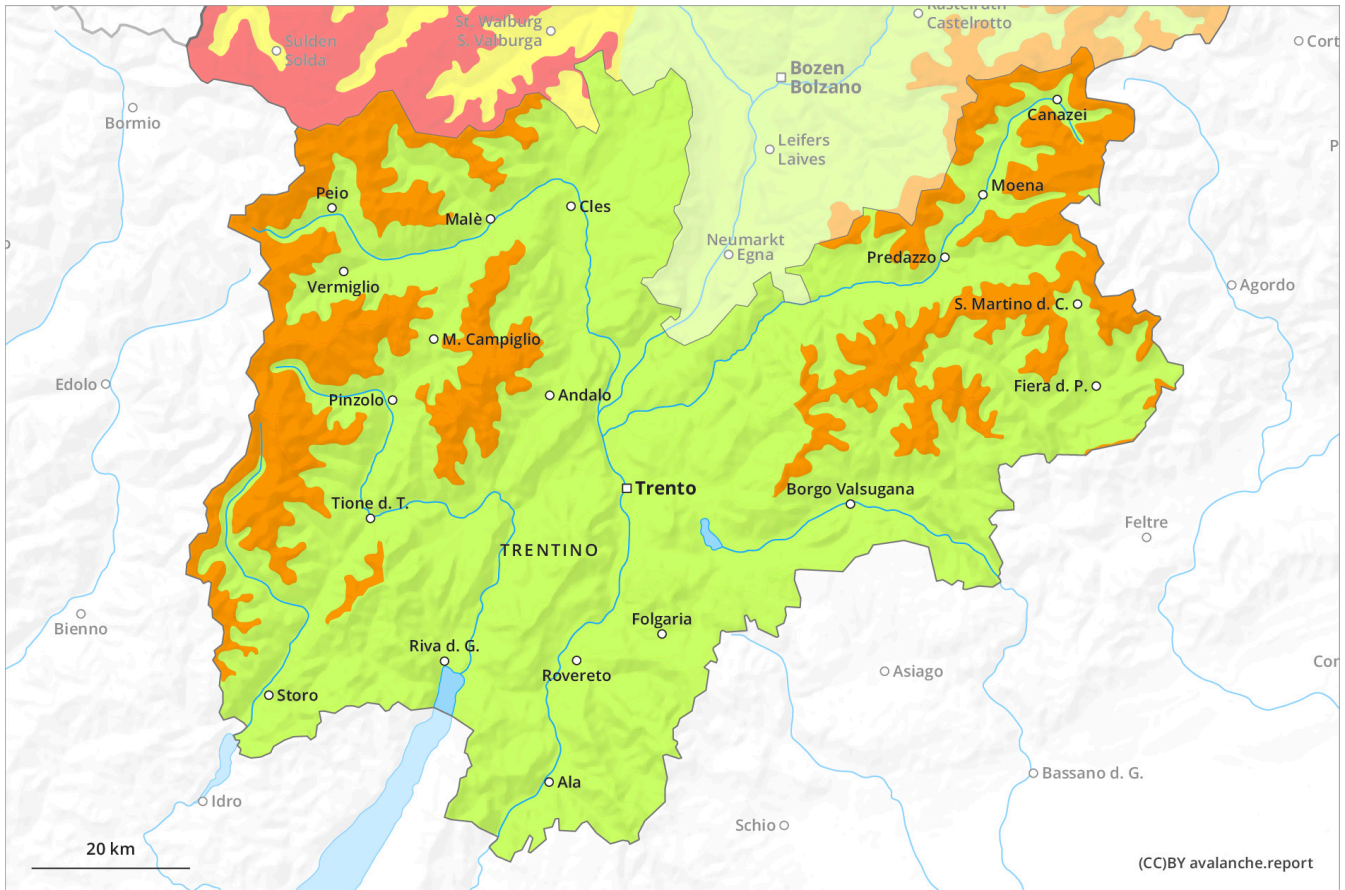 St. Walburg
S. Valburga
Kastelruth
Castelrotto
Sulden
Solda
Cort
Bozen
Bolzano
Bormio
Canazei
Leifers
Laives
P
Peio
Moena
Malè
Cles
Neumarkt
Egna
Predazzo
Vermiglio
Agordo
S. Martino d. C.
M. Campiglio
Edolo
Fiera d. P.
Andalo
Pinzolo
Trento
Borgo Valsugana
Tione d. T.
Feltre
TRENTINO
Folgaria
Bienno
Riva d. G.
Rovereto
Asiago
Cor
Storo
Bassano d. G.
Ala
Idro
Schio
20 km
(CC)BY avalanche.report